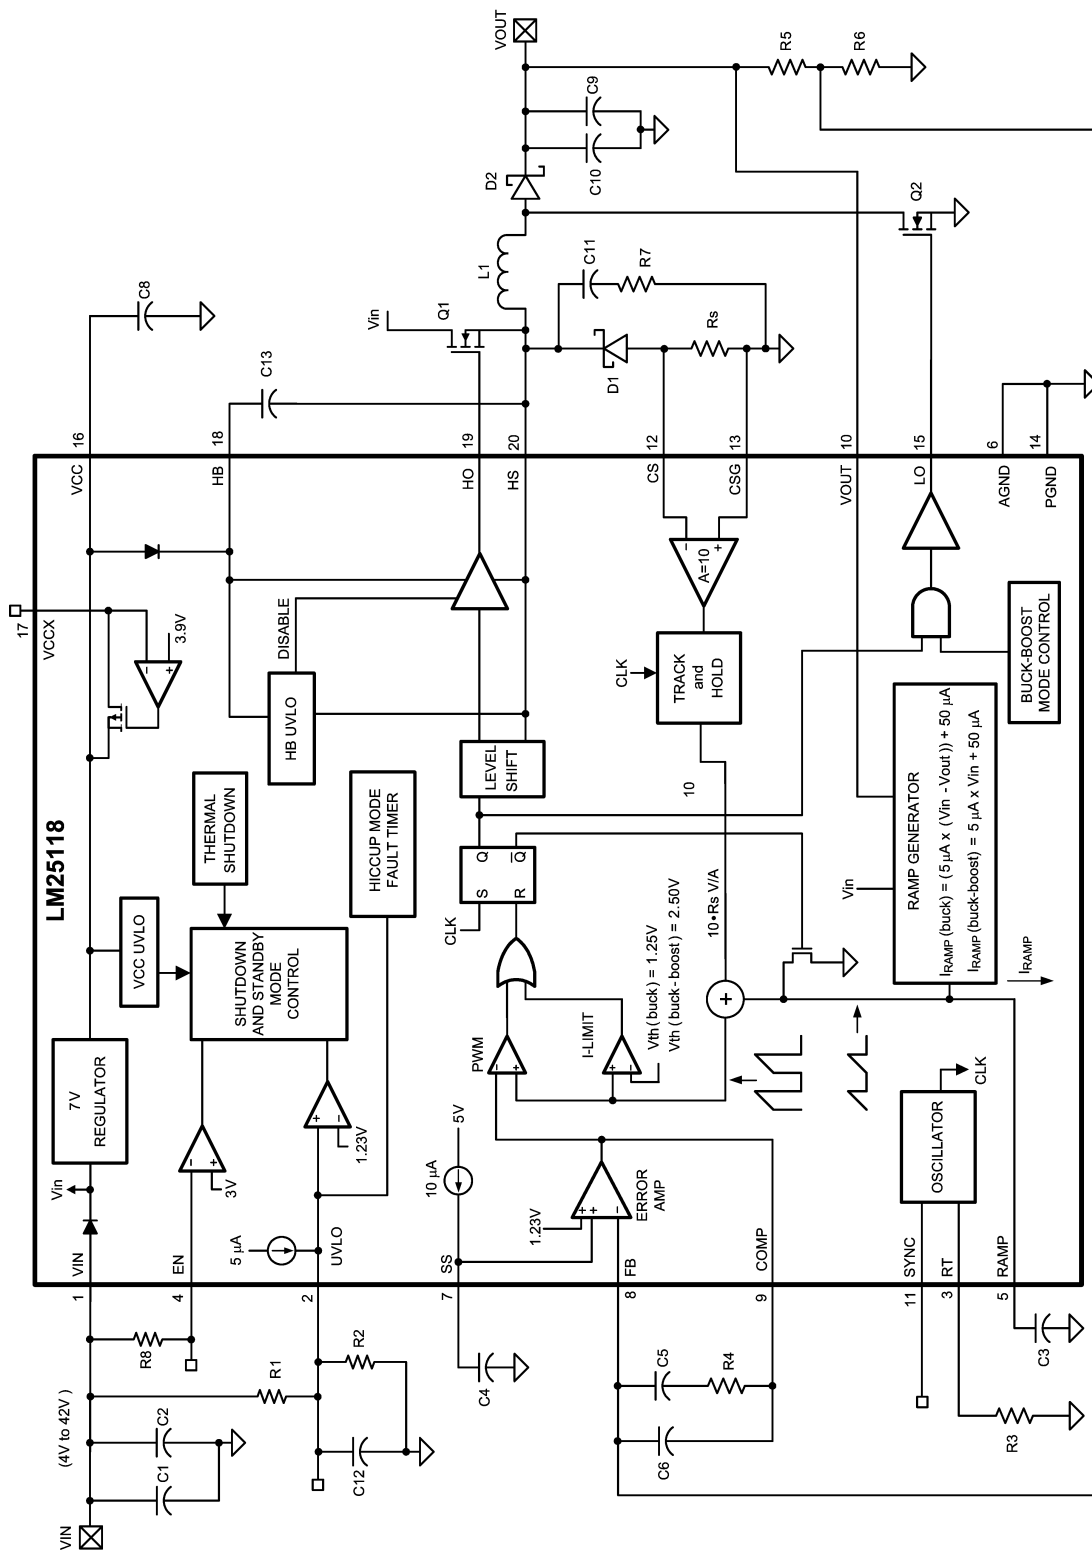 LM25118
VIN
(4V to 42V)
C1
C2
R8
R1
R2
C12
C4
C5
R4
C6
R3
C3
1
VIN
4
EN
2
UVLO
7
SS
8
FB
9
COMP
11
SYNC
3
RT
5
RAMP
Vin
7V
REGULATOR
3V
5 µA
1.23V
10 µA
5V
1.23V
ERROR
AMP
VCC UVLO
THERMAL
SHUTDOWN
SHUTDOWN
AND STANDBY
MODE
CONTROL
HICCUP MODE
FAULT TIMER
PWM
I-LIMIT
Vth(buck) = 1.25V
Vth(buck-boost) = 2.50V
10•Rs V/A
+
CLK
S
Q
R
Q
LEVEL
SHIFT
HB UVLO
DISABLE
3.9V
17
VCCX
CLK
TRACK
and
HOLD
10
A=10
OSCILLATOR
CLK
Vin
RAMP GENERATOR
IRAMP (buck) = (5 µA x (Vin -Vout)) + 50 µA
IRAMP (buck-boost) = 5 µA x Vin + 50 µA
IRAMP
BUCK-BOOST
MODE CONTROL
VCC
16
HB
18
HO
19
HS
20
CS
12
CSG
13
VOUT
10
LO
15
AGND
6
PGND
14
C8
C13
Vin
Q1
L1
D1
Rs
C11
R7
D2
C10
C9
VOUT
R5
R6
Q2